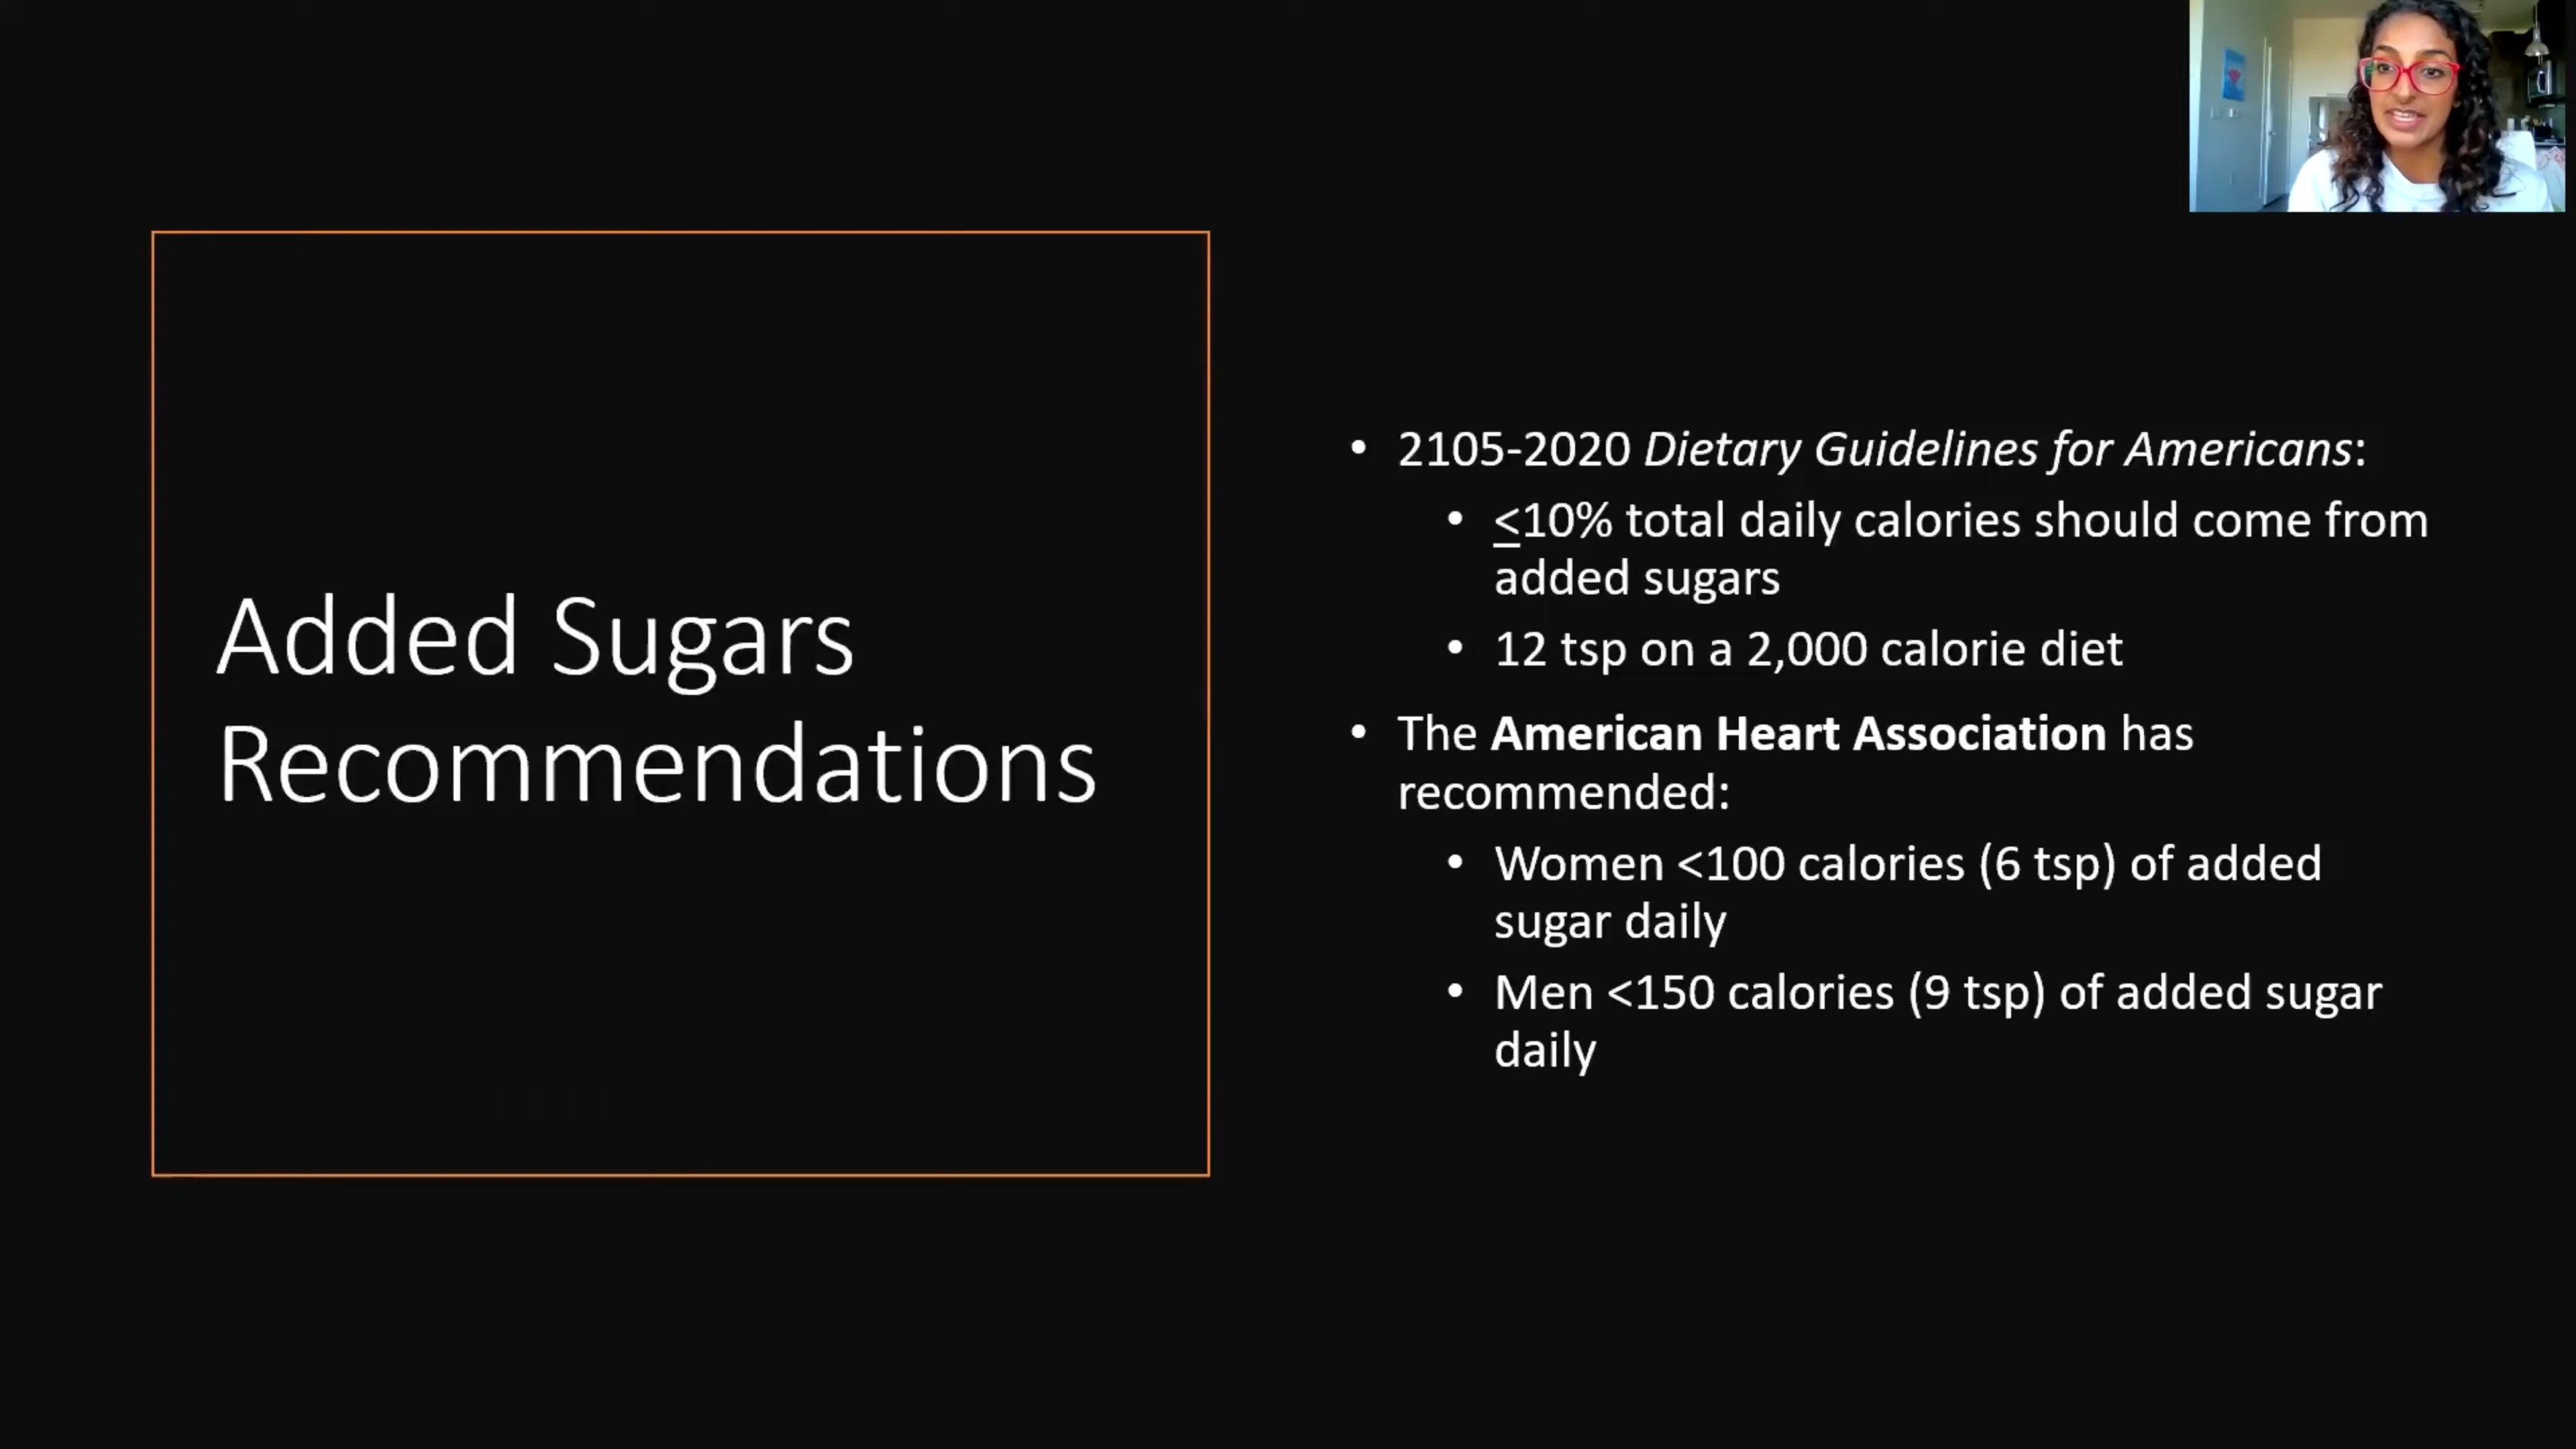 Added Sugars
Recommendations
• 2105-2020 Dietary Guidelines for Americans:
• <10% total daily calories should come from
added sugars
• 12 tsp on a 2,000 calorie diet
• The American Heart Association has
recommended:
• Women <100 calories (6 tsp) of added
sugar daily
• Men <150 calories (9 tsp) of added sugar
daily